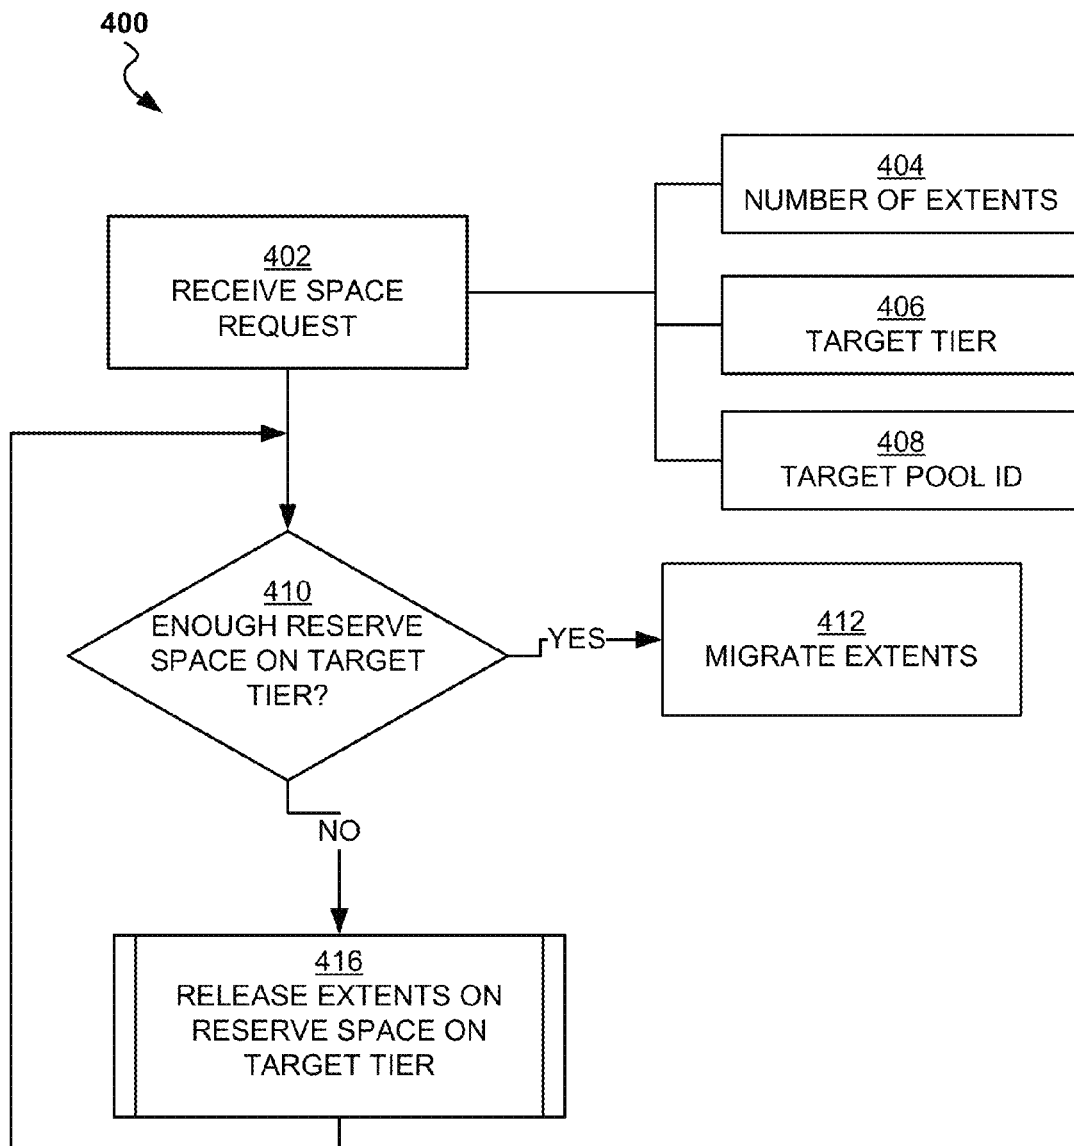 400
404
NUMBER OF EXTENTS
402
RECEIVE SPACE
REQUEST
406
TARGET TIER
408
TARGET POOL ID
410
ENOUGH RESERVE
SPACE ON TARGET
TIER?
YES
412
MIGRATE EXTENTS
NO
416
RELEASE EXTENTS ON
RESERVE SPACE ON
TARGET TIER